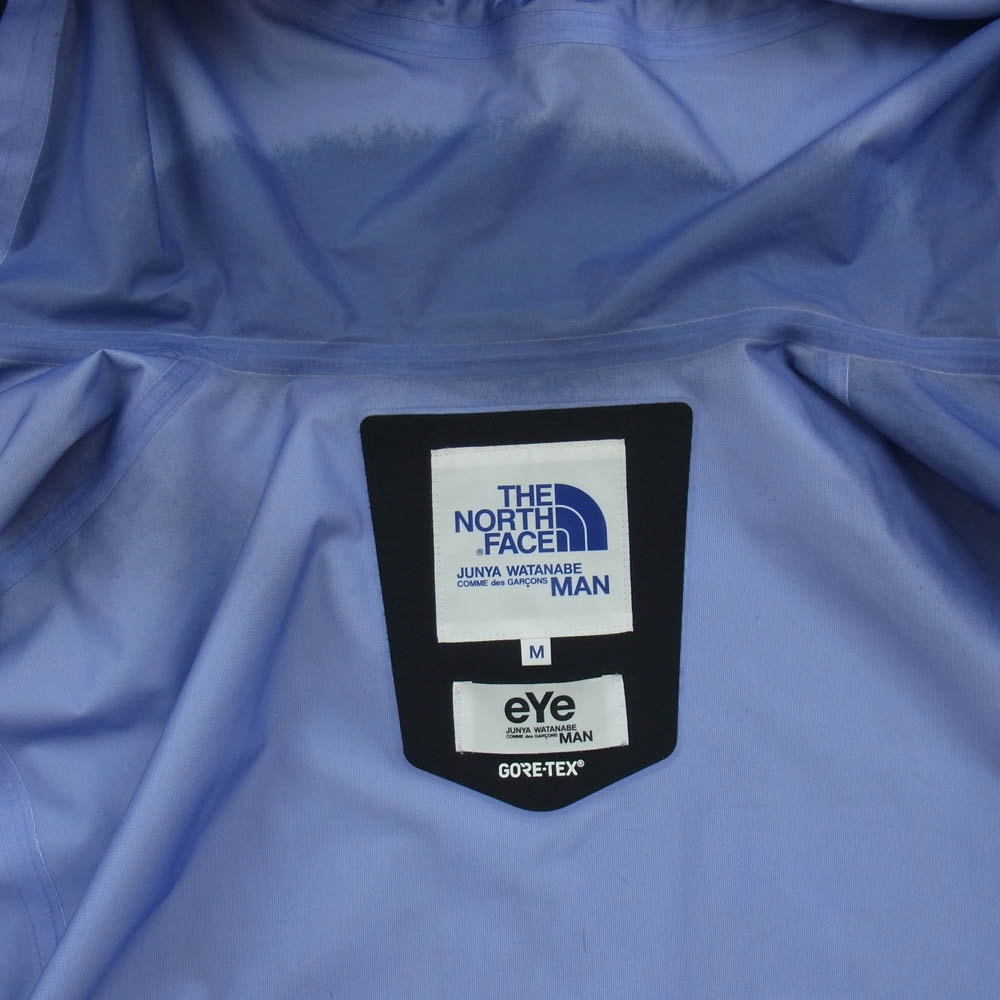 THE
NORTH
®FACE
JUNYA WATANABE
COMME des GARÇONS MAN
M
eYe
JUNYA WATANABE
COMME des GARÇONS MAN
GORE-TEX®